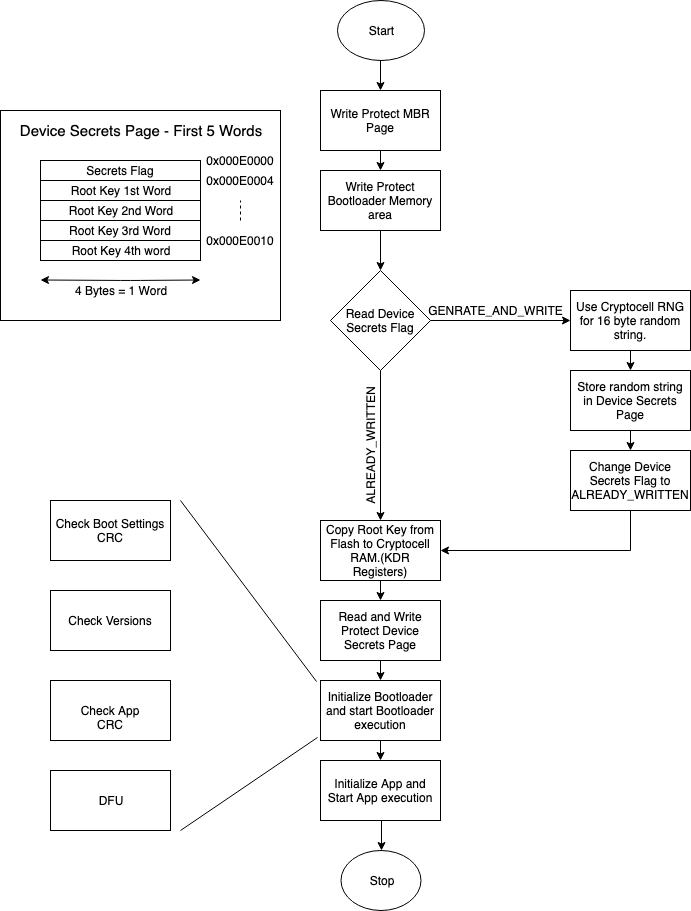 Start
Write Protect MBR
Page
Device Secrets Page - First 5 Words
0x000E0000
Secrets Flag
0x000E0004
Root Key 1st Word
Root Key 2nd Word
Root Key 3rd Word
0x000E0010
Root Key 4th word
4 Bytes = 1 Word
Write Protect
Bootloader Memory
area
Read Device
Secrets Flag
GENRATE_AND_WRITE
Use Cryptocell RNG
for 16 byte random
string.
Store random string
in Device Secrets
Page
Change Device
Secrets Flag to
ALREADY_WRITTEN
ALREADY_WRITTEN
Copy Root Key from
Flash to Cryptocell
RAM.(KDR
Registers)
Read and Write
Protect Device
Secrets Page
Initialize Bootloader
and start Bootloader
execution
Check Boot Settings
CRC
Check Versions
Check App
CRC
DFU
Initialize App and
Start App execution
Stop